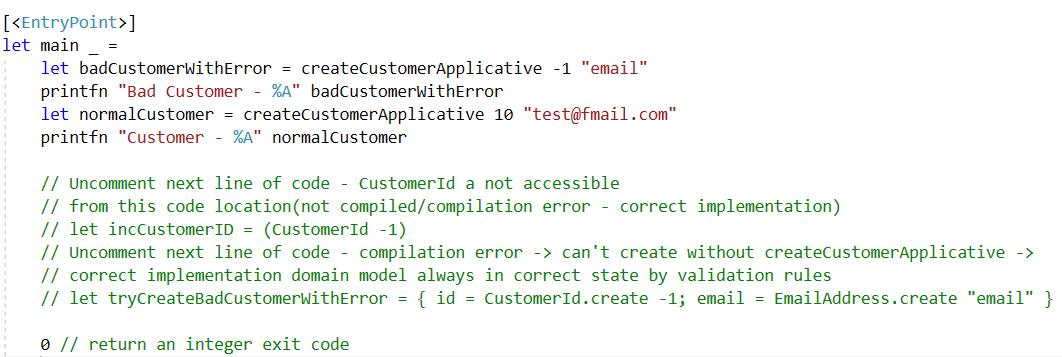 [<EntryPoint>]
let main _ =
    let badCustomerWithError = createCustomerApplicative -1 "email"
    printfn "Bad Customer - %A" badCustomerWithError
    let normalCustomer = createCustomerApplicative 10 "test@fmail.com"
    printfn "Customer - %A" normalCustomer

    // Uncomment next line of code - CustomerId a not accessible
    // from this code location(not compiled/compilation error - correct implementation)
    // let incCustomerID = (CustomerId -1)
    // Uncomment next line of code - compilation error -> can't create without createCustomerApplicative ->
    // correct implementation domain model always in correct state by validation rules
    // let tryCreateBadCustomerWithError = { id = CustomerId.create -1; email = EmailAddress.create "email" }

    0 // return an integer exit code